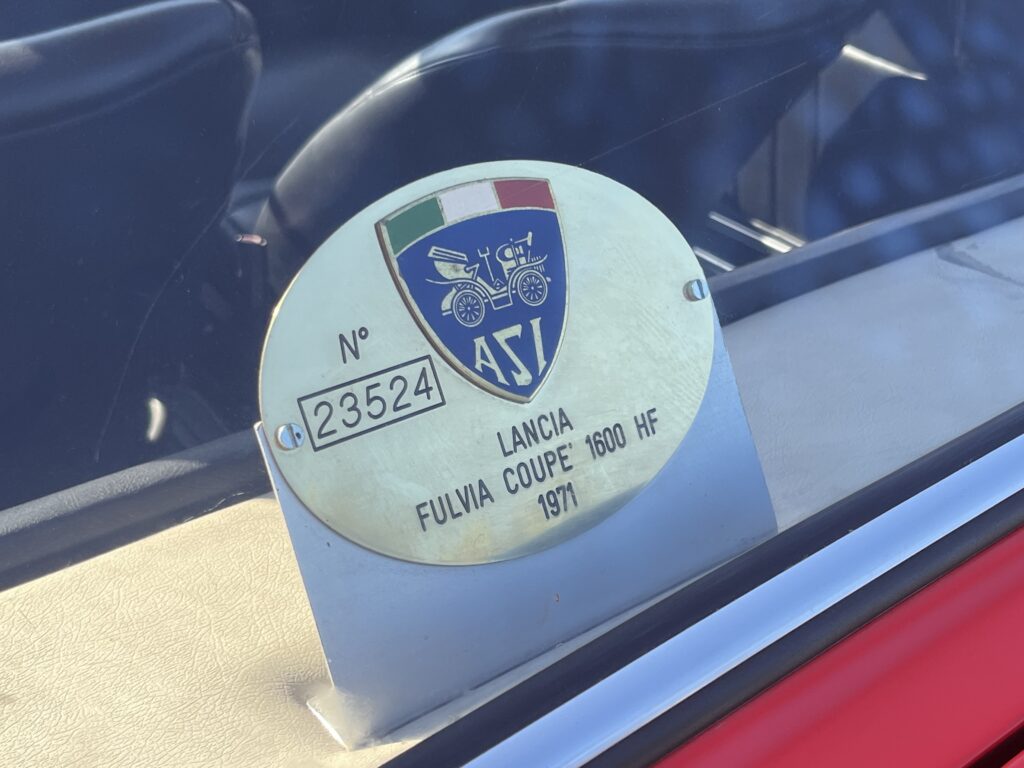 ASI
N°
23524
LANCIA
FULVIA COUPE' 1600 HF
1971